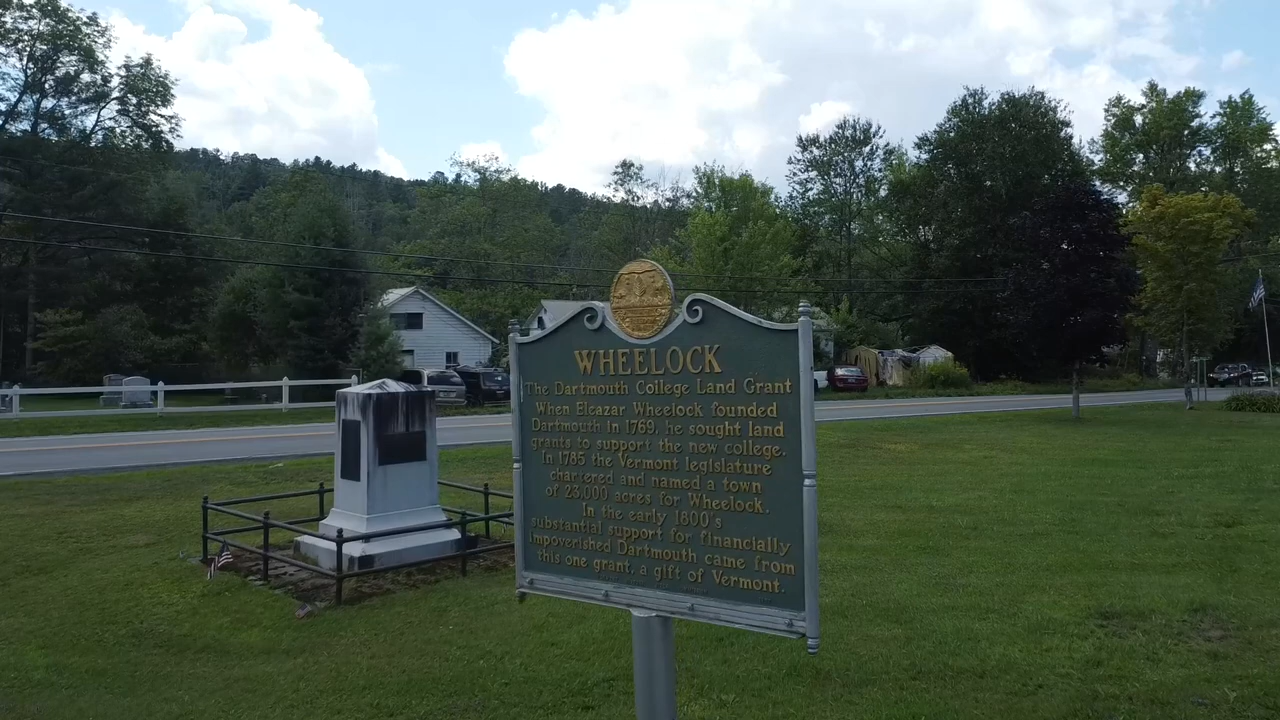 WHEELOCK
The Dartmouth College Land Grant
When Eleazar Wheelock founded
Dartmouth in 1769, he sought land
grants to support the new college.
In 1785 the Vermont legislature
chartered and named a town
of 23,000 acres for Wheelock.
In the early 1800's
substantial support for financially
impoverished Dartmouth came from
this one grant, a gift of Vermont.